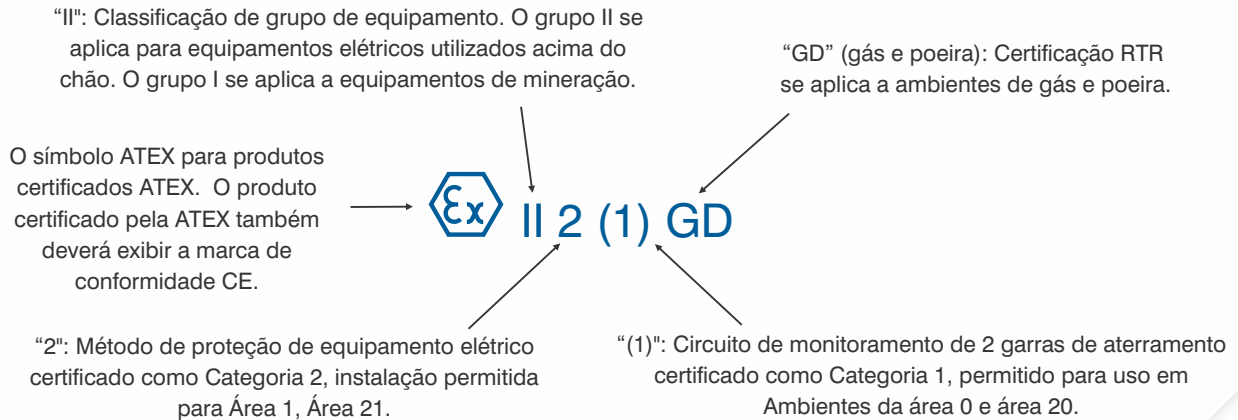 “II": Classificação de grupo de equipamento. O grupo II se
aplica para equipamentos elétricos utilizados acima do
chão. O grupo I se aplica a equipamentos de mineração.
“GD” (gás e poeira): Certificação RTR
se aplica a ambientes de gás e poeira.
O símbolo ATEX para produtos
certificados ATEX. O produto
certificado pela ATEX também
deverá exibir a marca de
conformidade CE.
Ex II 2 (1) GD
“2": Método de proteção de equipamento elétrico
certificado como Categoria 2, instalação permitida
para Área 1, Área 21.
“(1)": Circuito de monitoramento de 2 garras de aterramento
certificado como Categoria 1, permitido para uso em
Ambientes da área 0 e área 20.